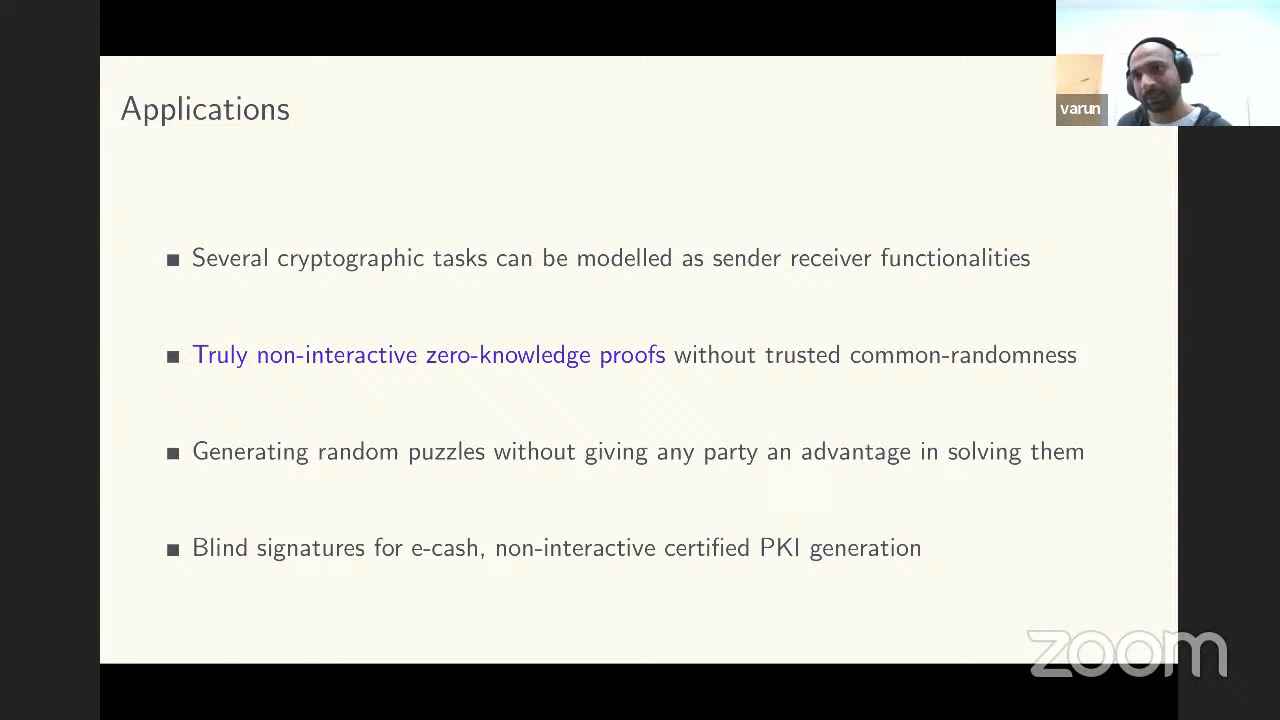 Applications
varun
■ Several cryptographic tasks can be modelled as sender receiver functionalities
■ Truly non-interactive zero-knowledge proofs without trusted common-randomness
■ Generating random puzzles without giving any party an advantage in solving them
■ Blind signatures for e-cash, non-interactive certified PKI generation
zoom